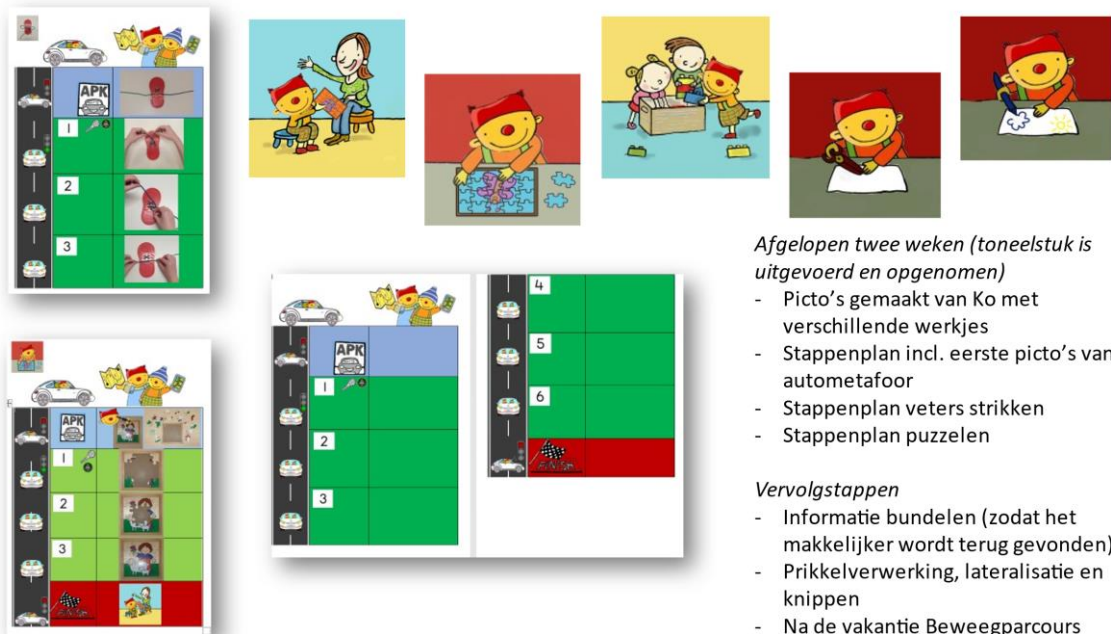 APK
1
2
3
APK
1
2
3
FINISH
APK
1
2
3
4
5
6
FINISH
Afgelopen twee weken (toneelstuk is
uitgevoerd en opgenomen)
- Picto's gemaakt van Ko met
verschillende werkjes
- Stappenplan incl. eerste picto's van
autometafoor
- Stappenplan veters strikken
- Stappenplan puzzelen
Vervolgstappen
- Informatie bundelen (zodat het
makkelijker wordt terug gevonden)
- Prikkelverwerking, lateralisatie en
knippen
- Na de vakantie Beweegparcours